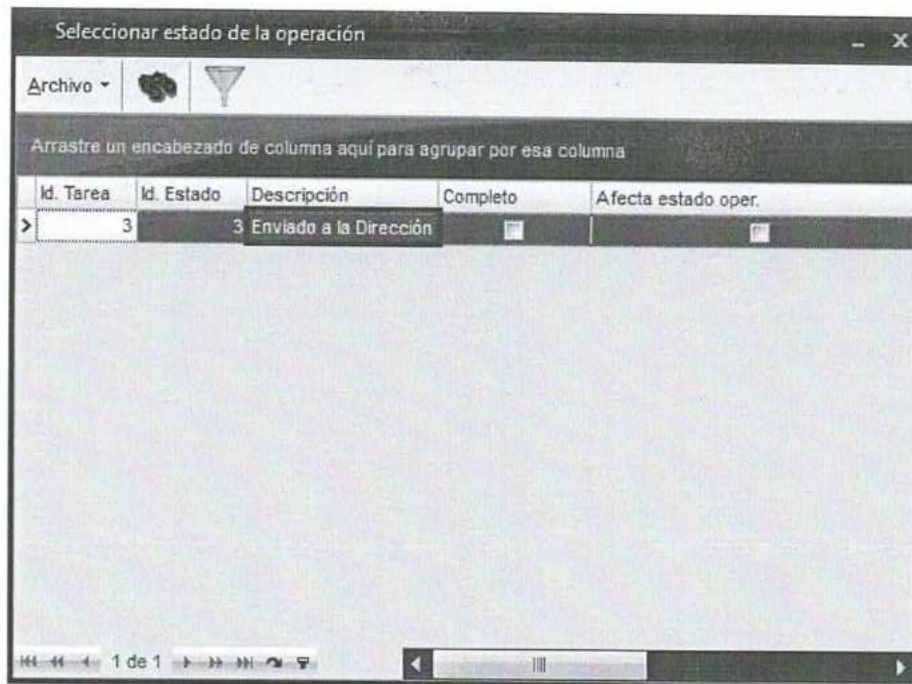 Seleccionar estado de la operación
Archivo
Arrastre un encabezado de columna aquí para agrupar por esa columna
Id. Tarea Id. Estado Descripción Completo Afecta estado oper.
3 3 Enviado a la Dirección
1 de 1